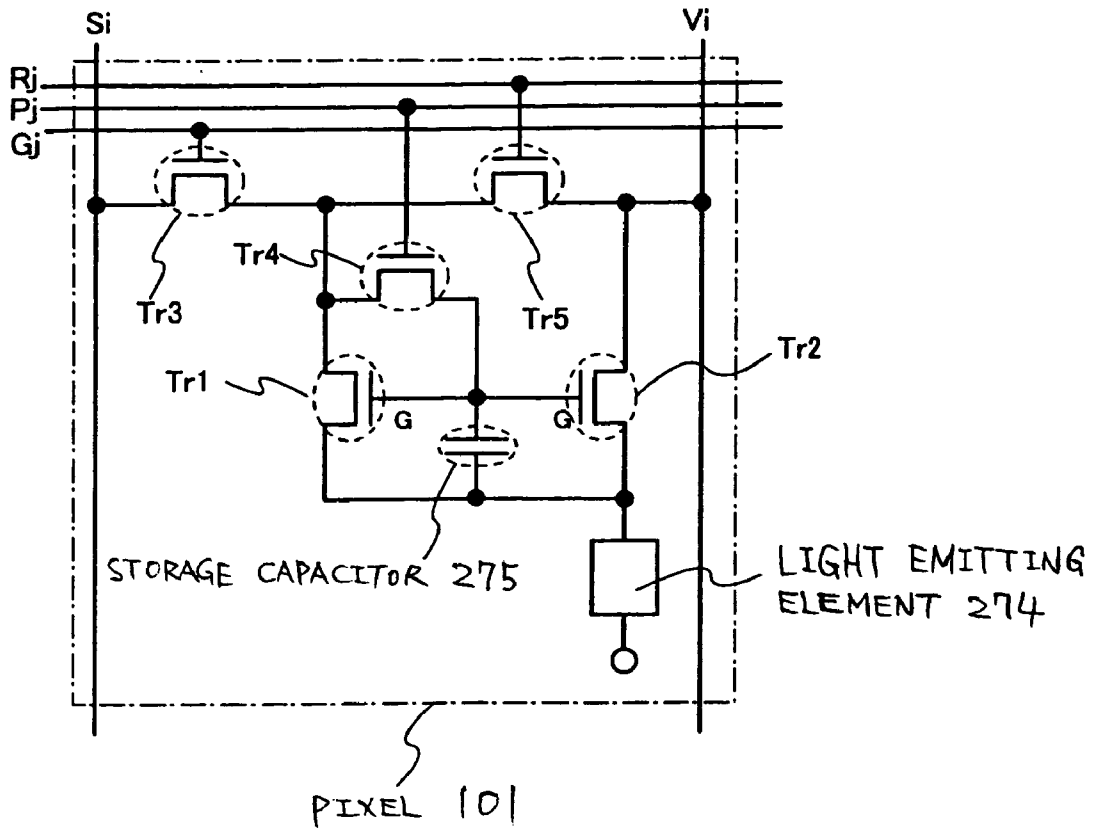 Si
Vi
Rj
Pj
Gj
Tr4
Tr3
Tr5
Tr2
Tr1
G
G
STORAGE CAPACITOR 275
LIGHT EMITTING
ELEMENT 274
PIXEL 101